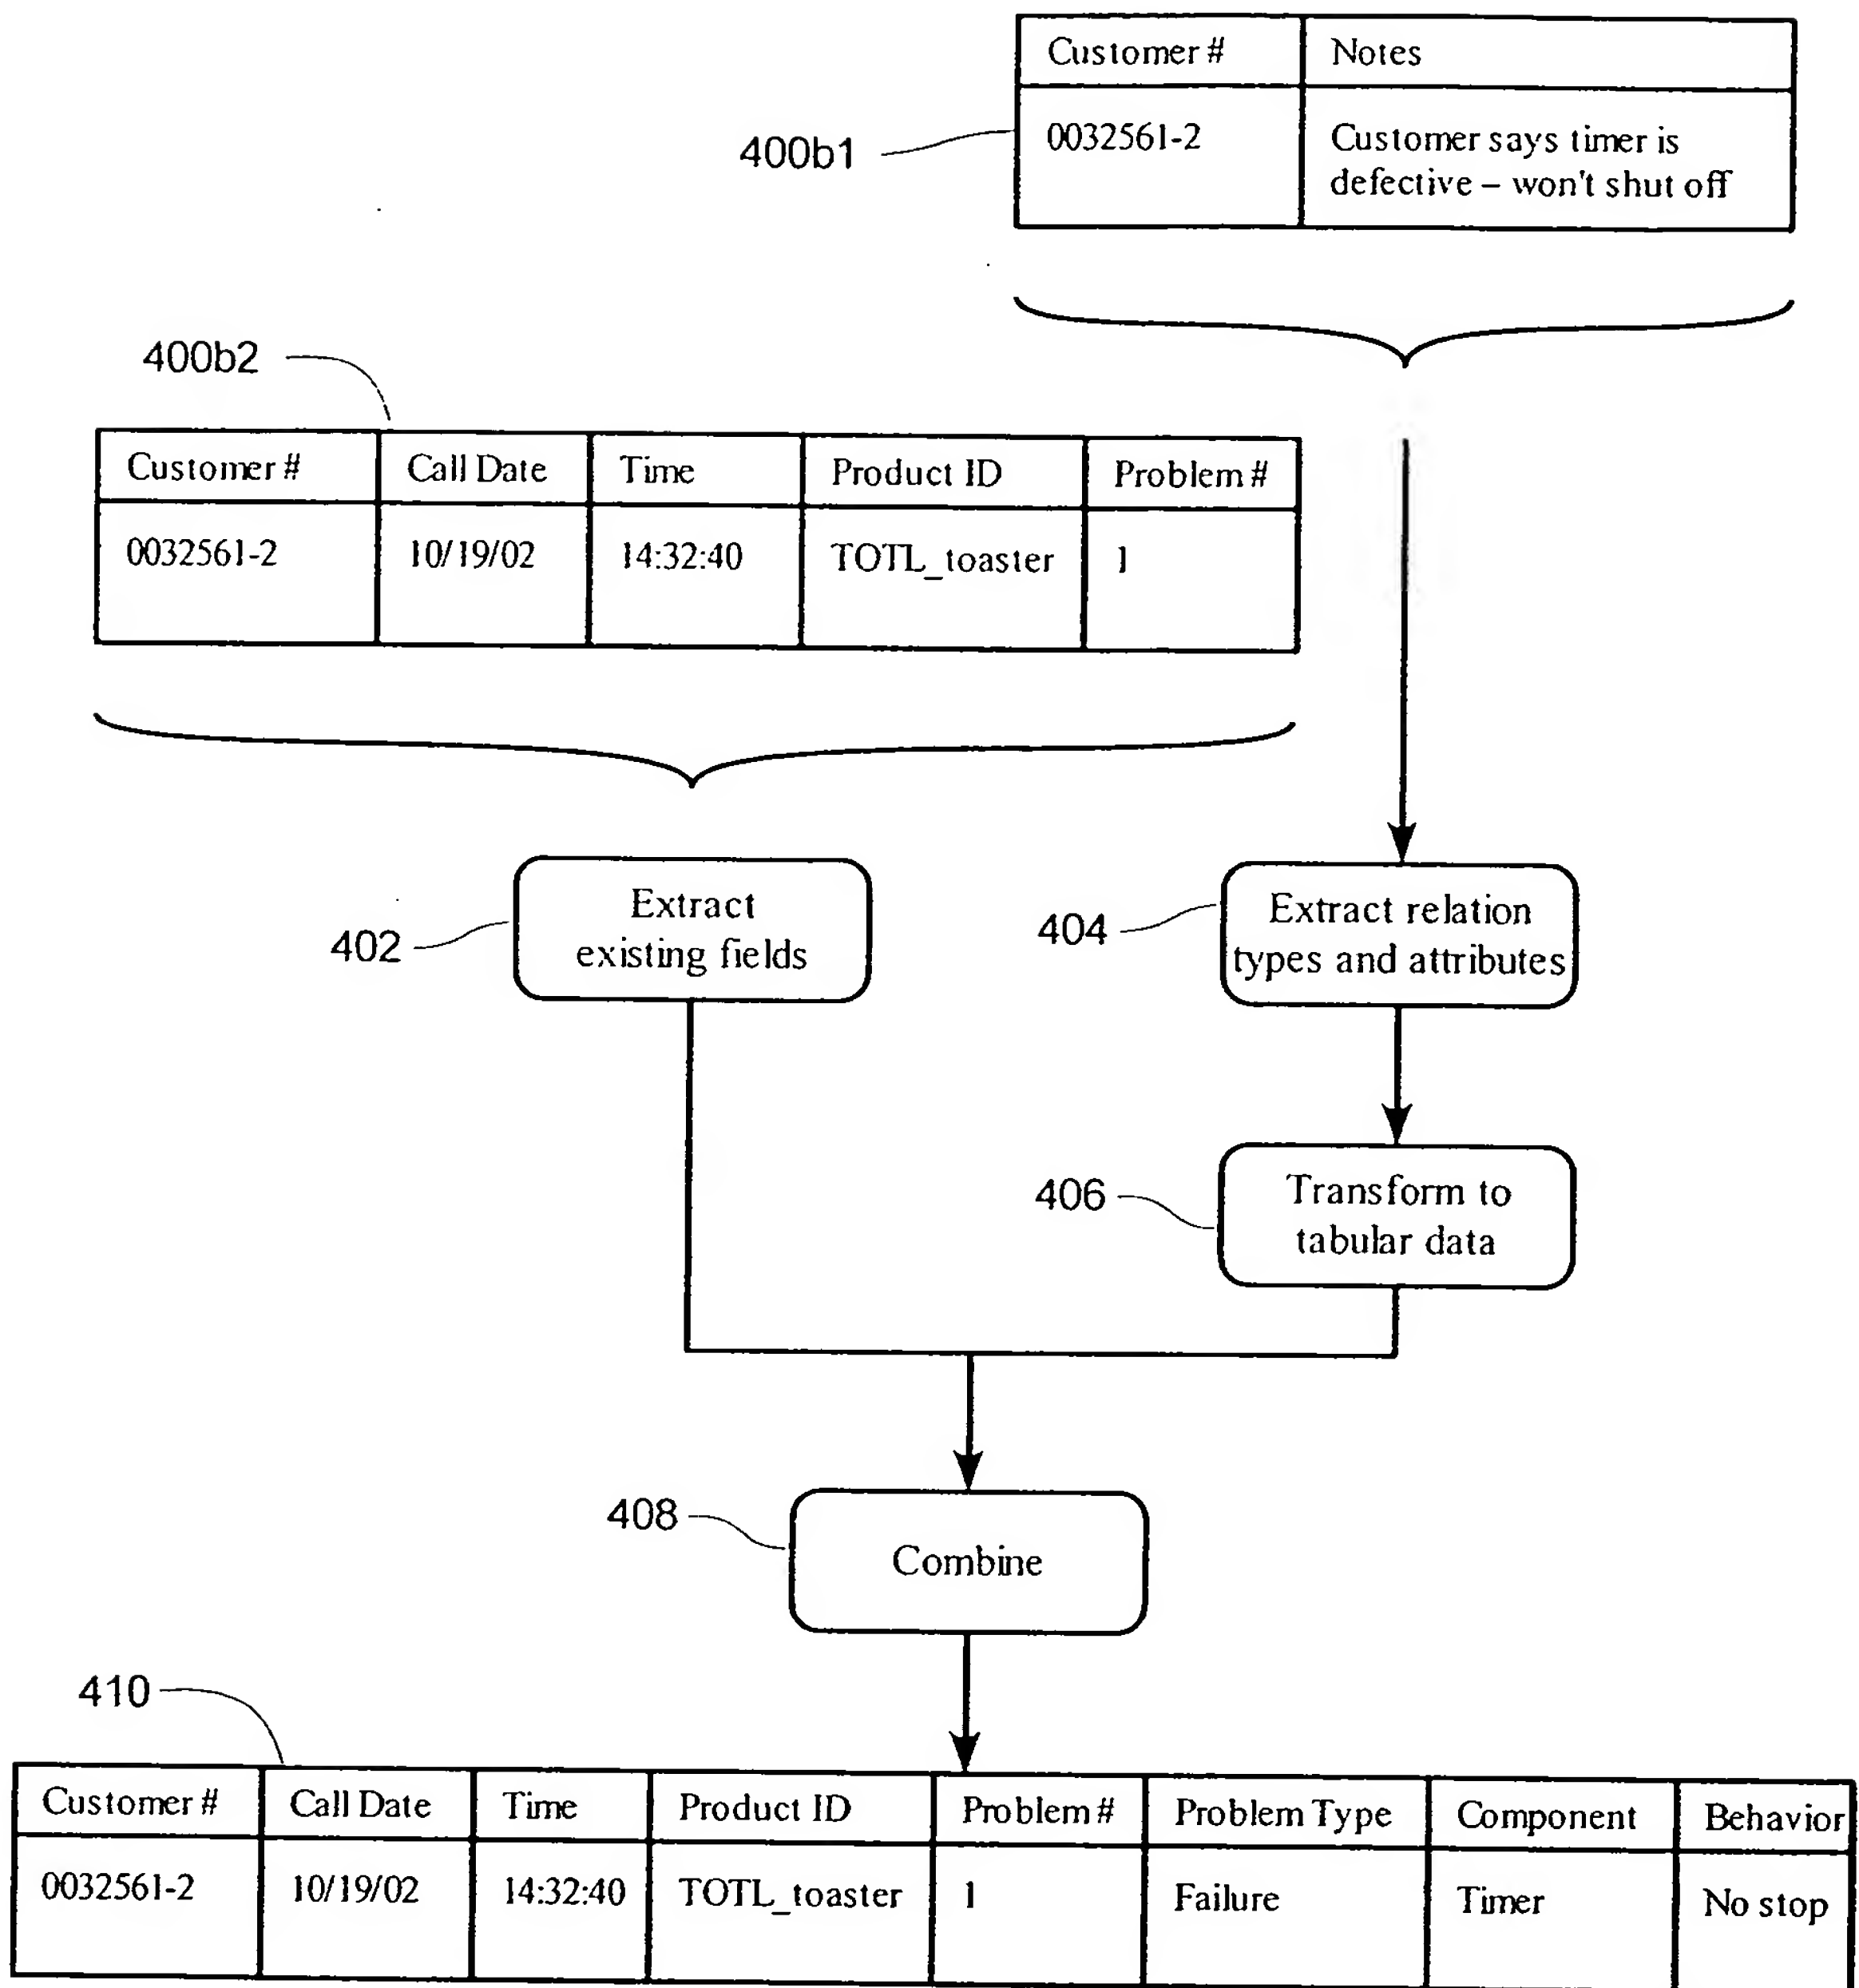 Customer # Notes
400b1
0032561-2 Customer says timer is
defective – won't shut off
400b2
Customer # Call Date Time Product ID Problem #
0032561-2 10/19/02 14:32:40 TOTL_toaster 1
402
Extract
existing fields
404
Extract relation
types and attributes
406
Transform to
tabular data
408
Combine
410
Customer # Call Date Time Product ID Problem # Problem Type Component Behavior
0032561-2 10/19/02 14:32:40 TOTL_toaster 1 Failure Timer No stop